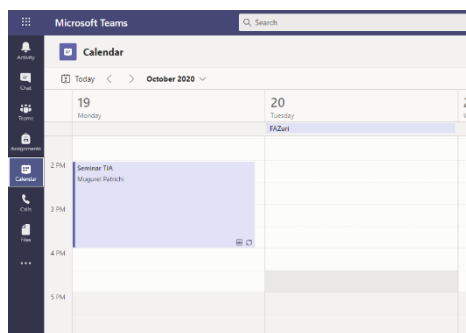 Microsoft Teams
Search
Activity
Calendar
Chat
Today
October 2020
Teams
19
20
Monday
Tuesday
FAZuri
Assignments
2 PM
Seminar TIA
Mugurel Patrichi
Calendar
Calls
3 PM
Files
4 PM
5 PM